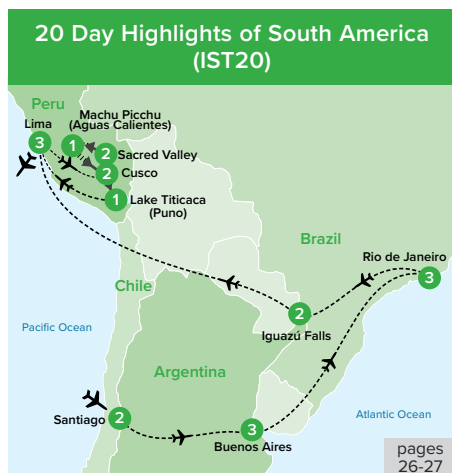 20 Day Highlights of South America
(IST20)
Peru
Machu Picchu
Lima
(Aguas Calientes)
3
1
2
Sacred Valley
2
Cusco
1
Lake Titicaca
(Puno)
Brazil
Rio de Janeiro
3
Chile
2
Iguazú Falls
Pacific Ocean
Argentina
Santiago
2
3
Buenos Aires
Atlantic Ocean
pages
26-27